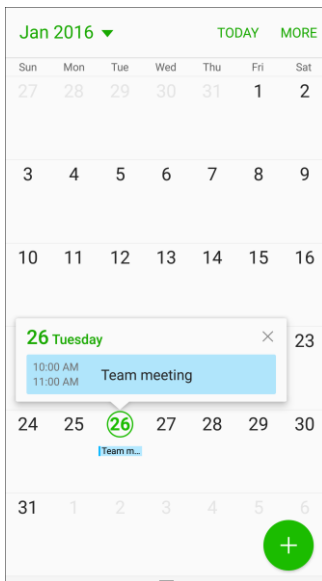 Jan 2016 TODAY MORE
Sun Mon Tue Wed Thu Fri Sat
27 28 29 30 31 1 2
3 4 5 6 7 8 9
10 11 12 13 14 15 16
26 Tuesday
23
10:00 AM
11:00 AM
Team meeting
24 25 26 27 28 29 30
Team m...
31 1 2 3 4 5 6
+